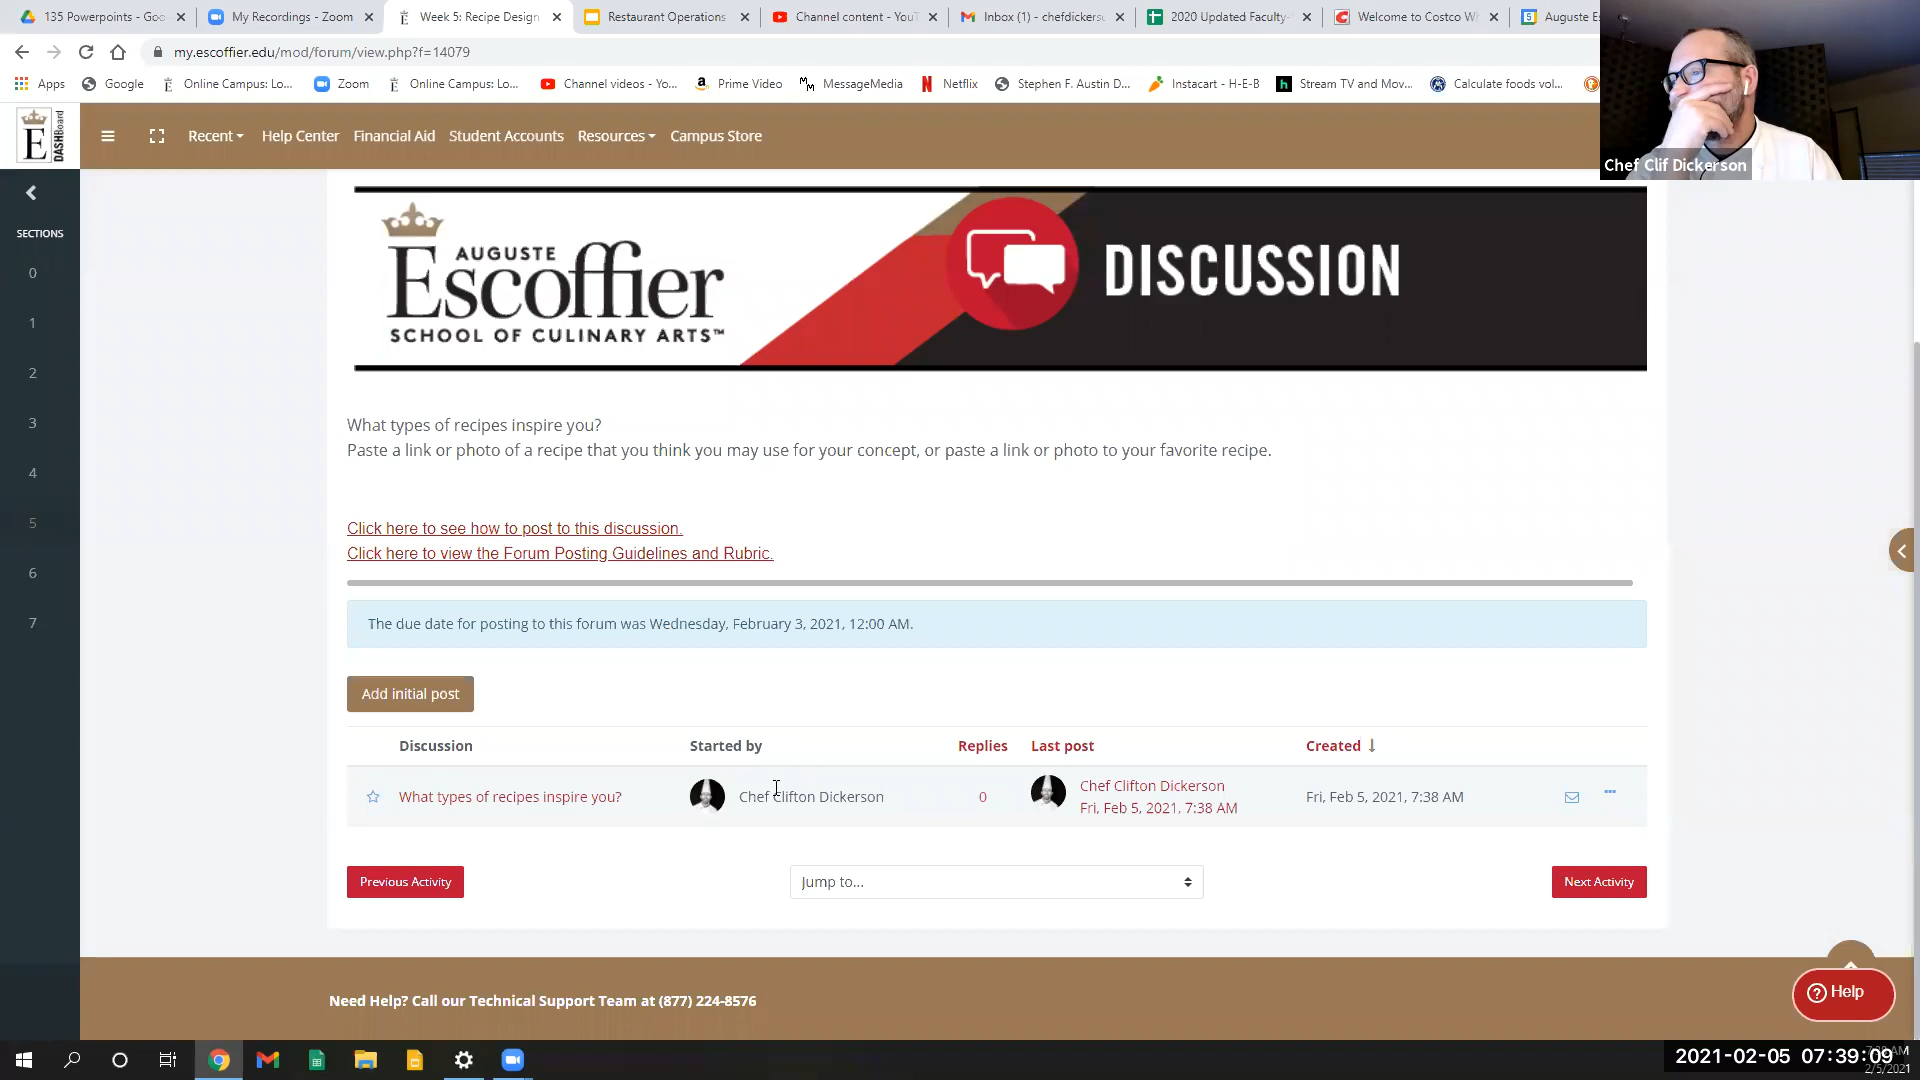 135 Powerpoints - Goo
My Recordings - Zoom
Week 5: Recipe Design
Restaurant Operations
Channel content - YouT
Inbox (1) - chefdickerso
2020 Updated Faculty-
Welcome to Costco W
Auguste Es
my.escoffier.edu/mod/forum/view.php?f=14079
Apps
Google
Online Campus: Lo...
Zoom
Online Campus: Lo...
Channel videos - Yo...
Prime Video
MessageMedia
Netflix
Stephen F. Austin D...
Instacart - H-E-B
Stream TV and Mov...
Calculate foods vol...
Chef Clif Dickerson
E DASHBoard
Recent
Help Center
Financial Aid
Student Accounts
Resources
Campus Store
SECTIONS
0
1
2
3
4
5
6
7
AUGUSTE
Escoffier
SCHOOL OF CULINARY ARTS™
DISCUSSION
What types of recipes inspire you?
Paste a link or photo of a recipe that you think you may use for your concept, or paste a link or photo to your favorite recipe.
Click here to see how to post to this discussion.
Click here to view the Forum Posting Guidelines and Rubric.
The due date for posting to this forum was Wednesday, February 3, 2021, 12:00 AM.
Add initial post
Discussion Started by Replies Last post Created
What types of recipes inspire you? Chef Clifton Dickerson 0 Chef Clifton Dickerson Fri, Feb 5, 2021, 7:38 AM
Fri, Feb 5, 2021, 7:38 AM
Previous Activity
Jump to...
Next Activity
Need Help? Call our Technical Support Team at (877) 224-8576
Help
2021-02-05 07:39:09
2/5/2021